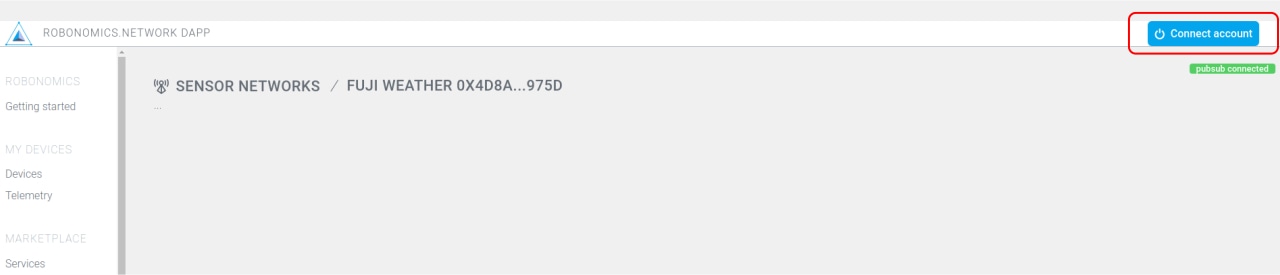 ROBONOMICS.NETWORK DAPP
Connect account
pubsub connected
ROBONOMICS
Getting started
MY DEVICES
Devices
Telemetry
MARKETPLACE
Services
SENSOR NETWORKS / FUJI WEATHER 0X4D8A...975D
...